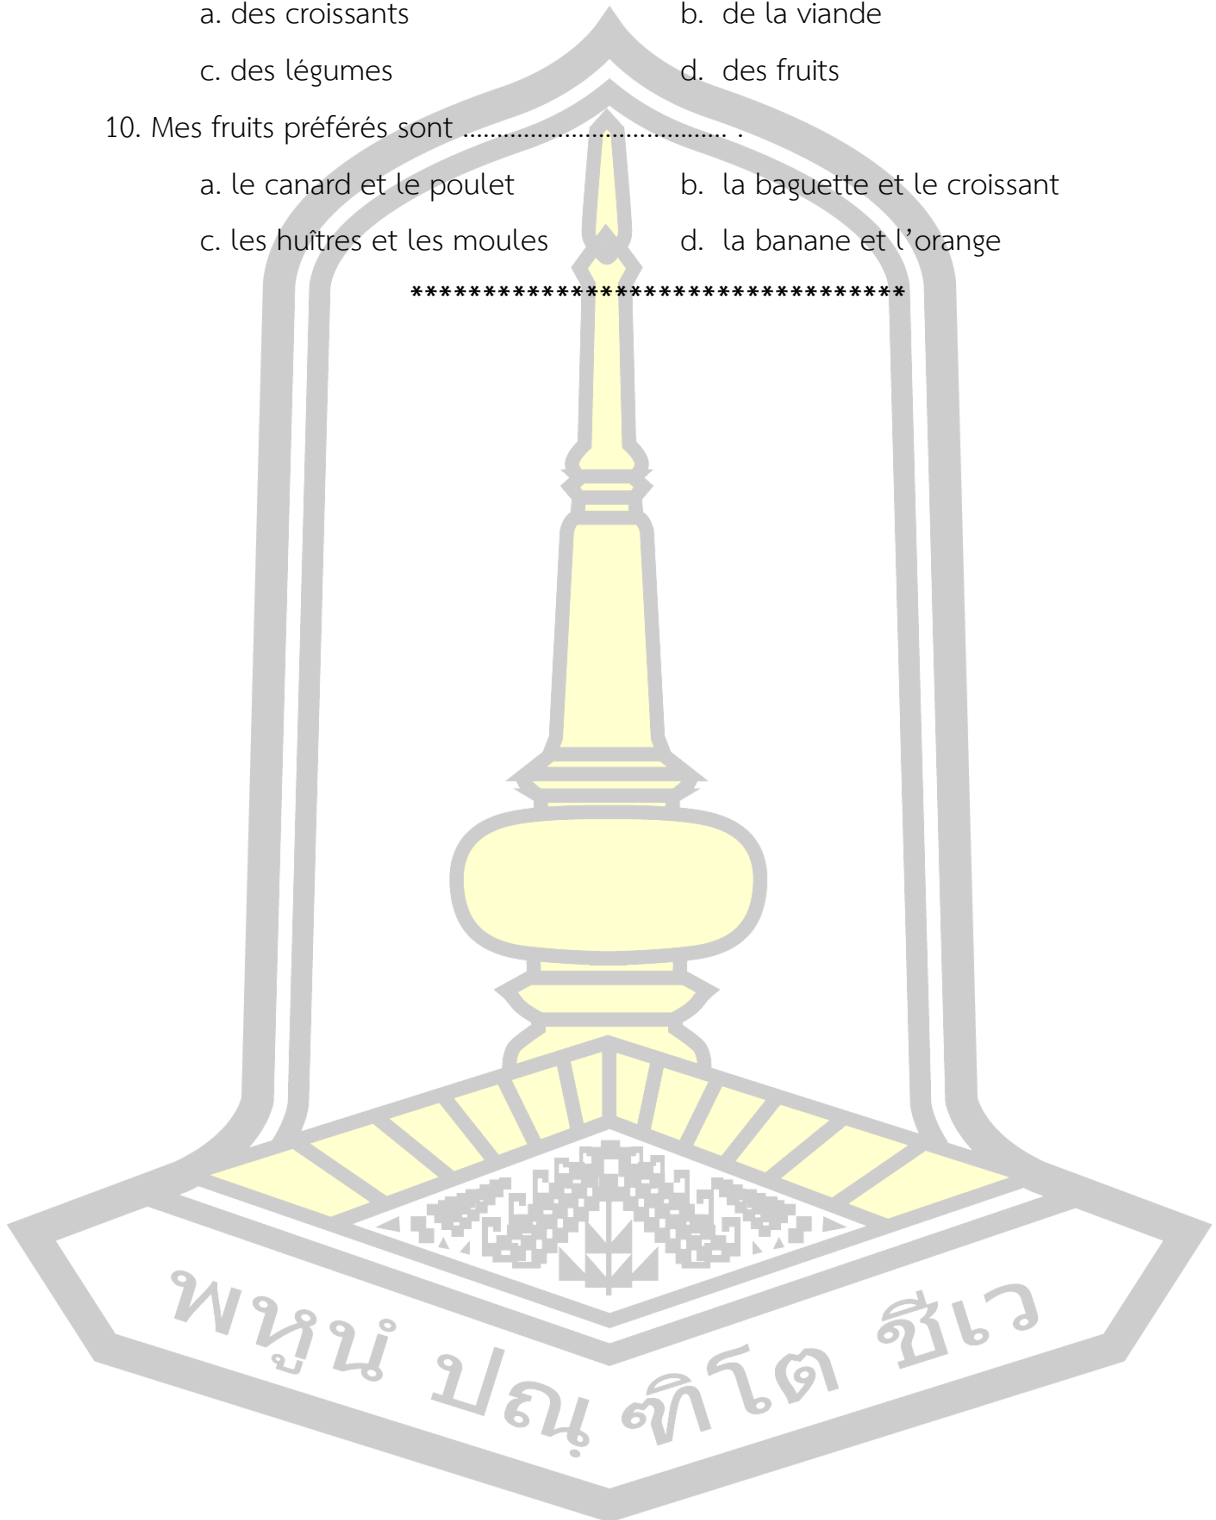 a. des croissants b. de la viande
c. des légumes d. des fruits
10. Mes fruits préférés sont ....................................... .
a. le canard et le poulet b. la baguette et le croissant
c. les huîtres et les moules d. la banane et l’orange
**********************************
พหูนํ ปณฺฑิโต ชีเว